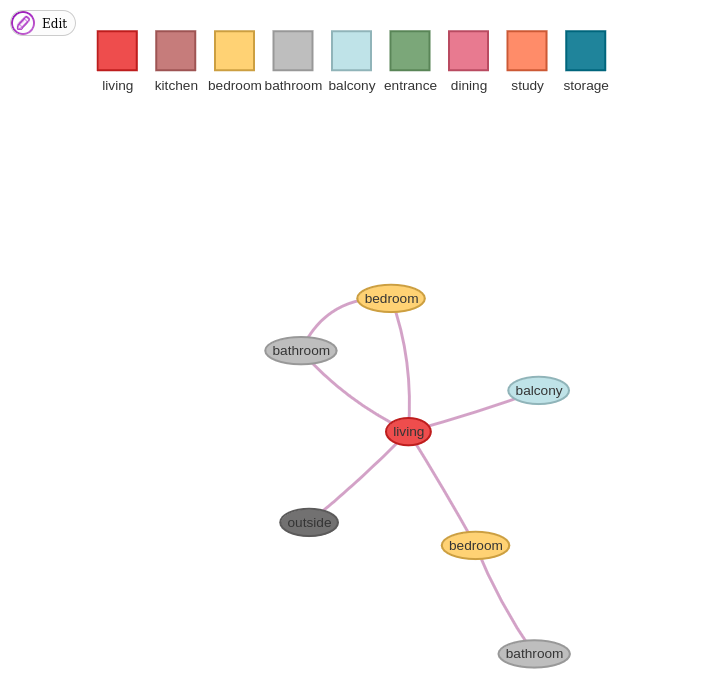 Edit
living kitchen bedroom bathroom balcony entrance dining study storage
bedroom
bathroom
balcony
living
outside
bedroom
bathroom